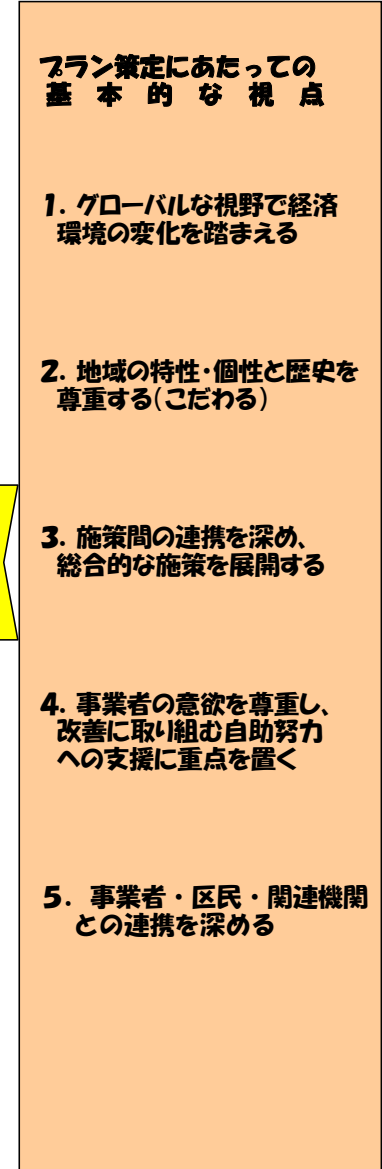 プラン策定にあたっての
基本的な視点
1. グローバルな視野で経済
環境の変化を踏まえる
2. 地域の特性・個性と歴史を
尊重する(こだわる)
3. 施策間の連携を深め、
総合的な施策を展開する
4. 事業者の意欲を尊重し、
改善に取り組む自助努力
への支援に重点を置く
5. 事業者・区民・関連機関
との連携を深める